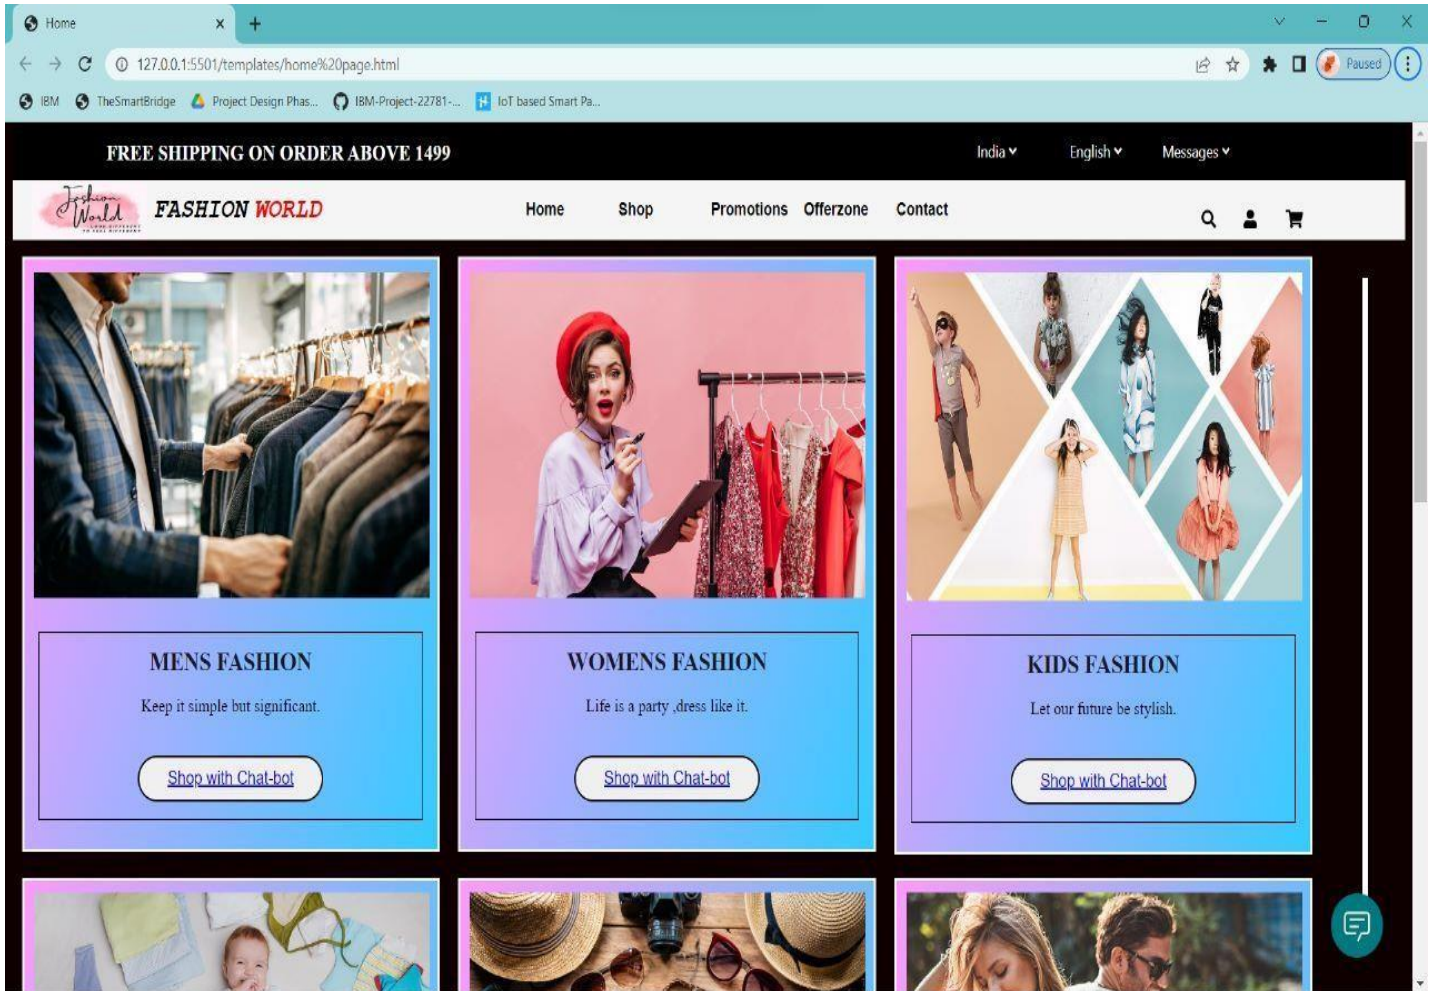 Home
127.0.0.1:5501/templates/home%20page.html
Paused
IBM TheSmartBridge Project Design Phas... IBM-Project-22781-... IoT based Smart Pa...
FREE SHIPPING ON ORDER ABOVE 1499 India English Messages
Fashion
World
FASHION WORLD Home Shop Promotions Offerzone Contact
MENS FASHION
Keep it simple but significant.
Shop with Chat-bot
WOMENS FASHION
Life is a party ,dress like it.
Shop with Chat-bot
KIDS FASHION
Let our future be stylish.
Shop with Chat-bot